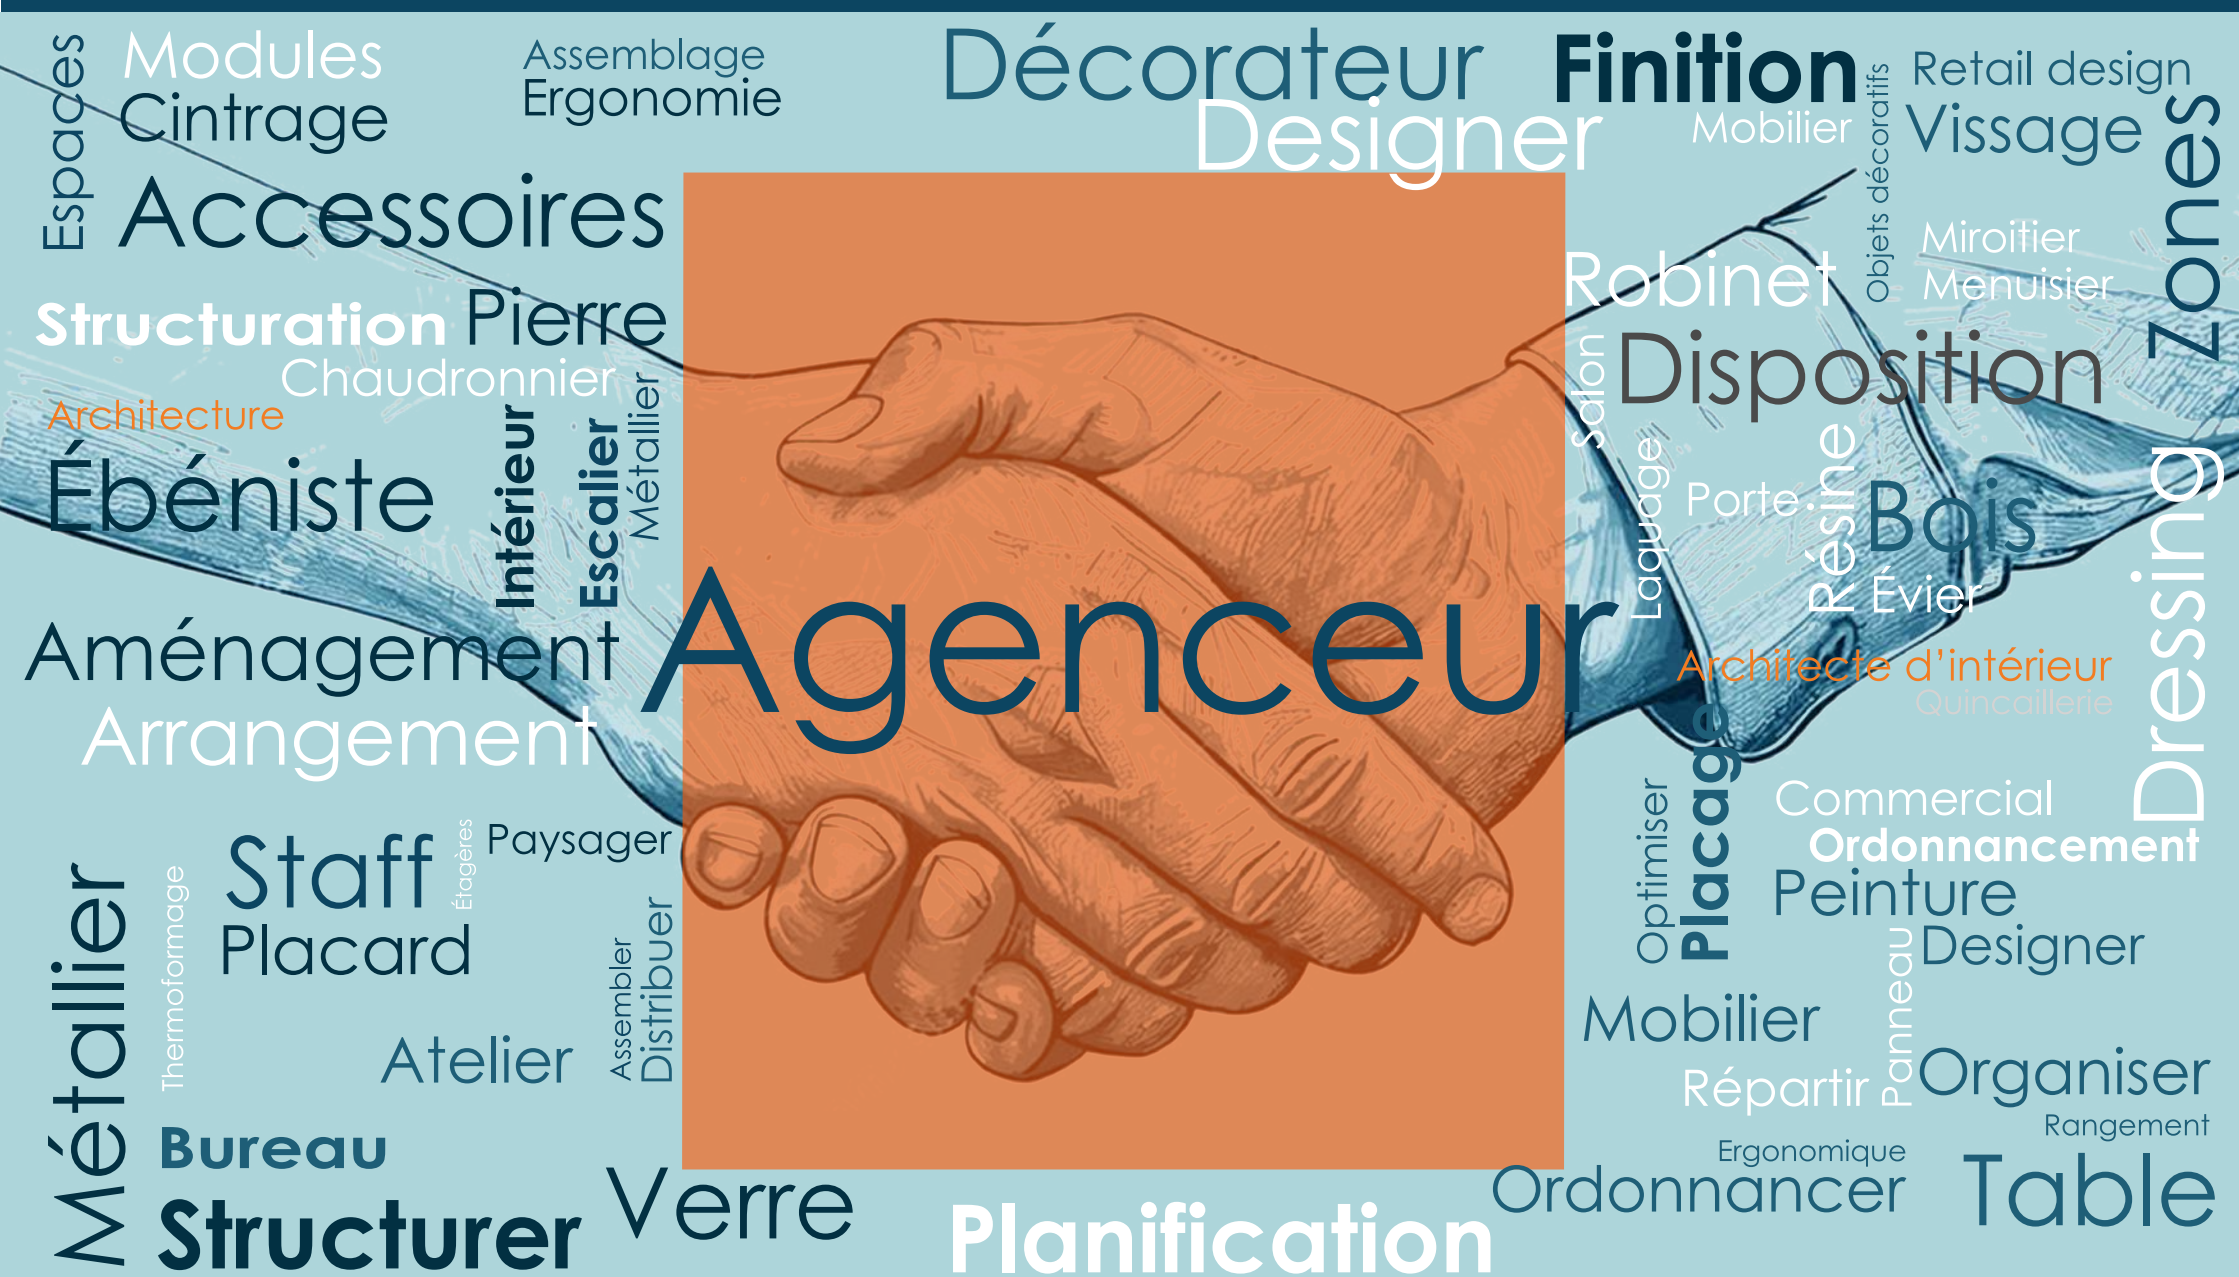 Espaces
Modules
Cintrage
Assemblage
Ergonomie
Décorateur
Designer
Finition
Mobilier
Objets décoratifs
Retail design
Vissage
Zones
Accessoires
Miroitier
Menuisier
Robinet
Structuration
Pierre
Chaudronnier
Architecture
Ébéniste
Intérieur
Escalier
Métallier
Salon
Disposition
Laquage
Porte
Résine
Bois
Évier
Dressing
Aménagement
Agenceur
Architecte d’intérieur
Quincaillerie
Arrangement
Placage
Optimiser
Commercial
Ordonnancement
Peinture
Designer
Métallier
Thermoformage
Staff
Placard
Étagères
Paysager
Assembler
Distribuer
Atelier
Mobilier
Répartir
Panneau
Organiser
Rangement
Bureau
Structurer
Verre
Planification
Ergonomique
Ordonnancer
Table